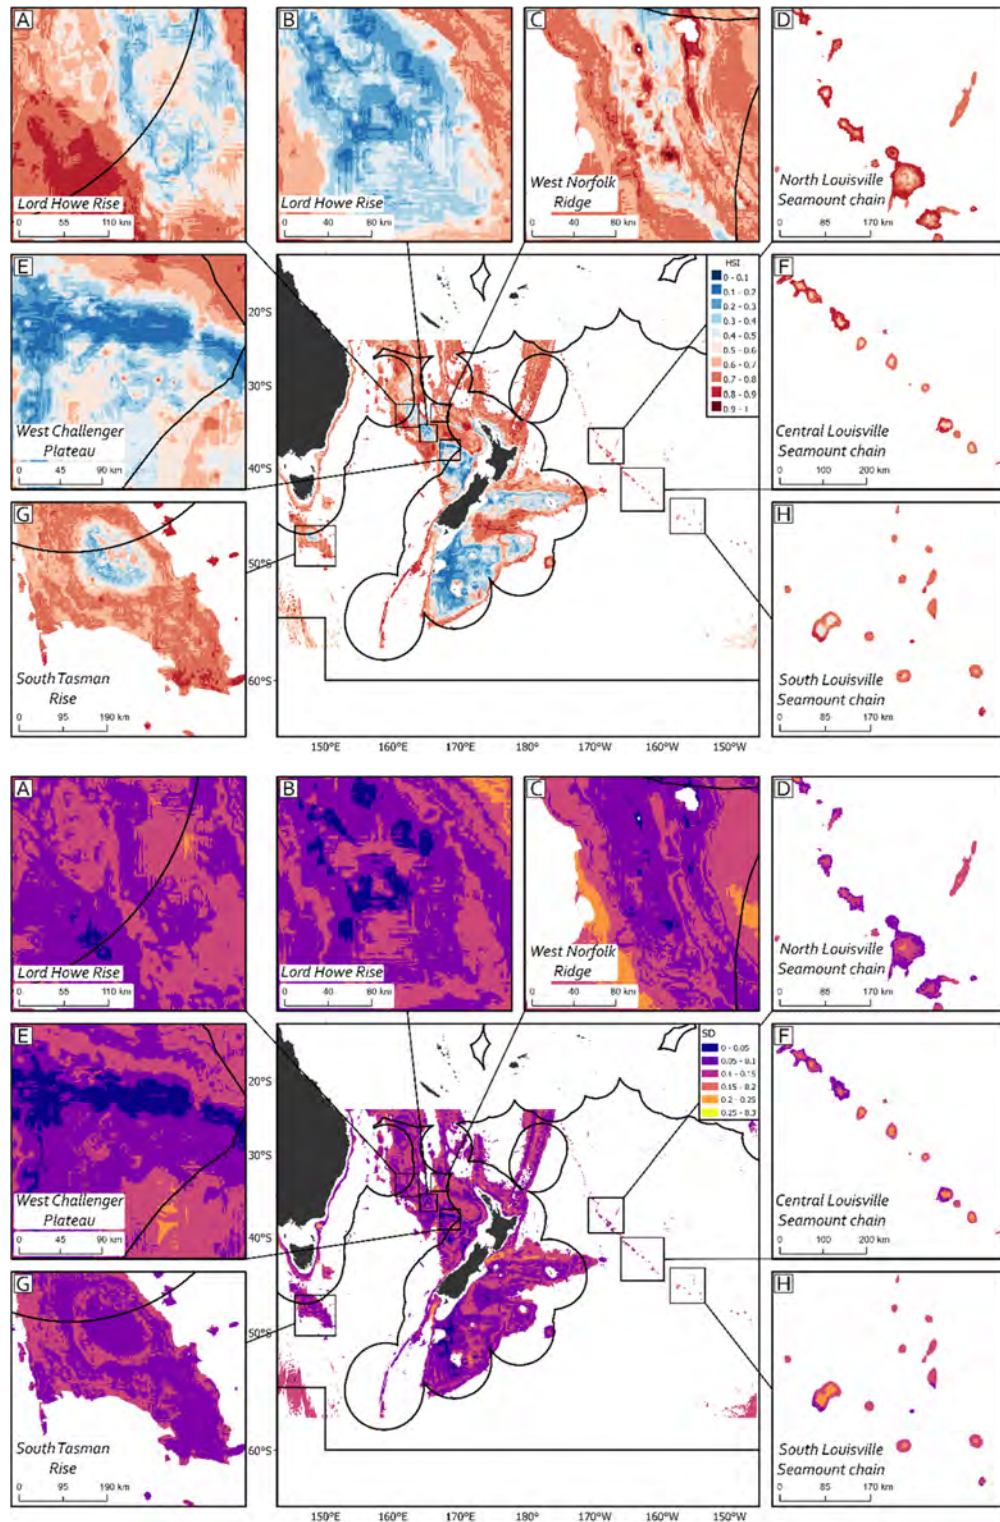 A
B
C
D
Lord Howe Rise
0 55 110 km
Lord Howe Rise
0 40 80 km
West Norfolk
Ridge
0 40 80 km
North Louisville
Seamount chain
0 85 170 km
E
HSI
0 - 0.1
0.1 - 0.2
0.2 - 0.3
0.3 - 0.4
0.4 - 0.5
0.5 - 0.6
0.6 - 0.7
0.7 - 0.8
0.8 - 0.9
0.9 - 1
F
West Challenger
Plateau
0 45 90 km
Central Louisville
Seamount chain
0 100 200 km
G
South Tasman
Rise
0 95 190 km
H
South Louisville
Seamount chain
0 85 170 km
20°S
30°S
40°S
50°S
60°S
150°E 160°E 170°E 180° 170°W 160°W 150°W
A
B
C
D
Lord Howe Rise
0 55 110 km
Lord Howe Rise
0 40 80 km
West Norfolk
Ridge
0 40 80 km
North Louisville
Seamount chain
0 85 170 km
E
SD
0 - 0.05
0.05 - 0.1
0.1 - 0.15
0.15 - 0.2
0.2 - 0.25
0.25 - 0.3
F
West Challenger
Plateau
0 45 90 km
Central Louisville
Seamount chain
0 100 200 km
G
South Tasman
Rise
0 95 190 km
H
South Louisville
Seamount chain
0 85 170 km
20°S
30°S
40°S
50°S
60°S
150°E 160°E 170°E 180° 170°W 160°W 150°W